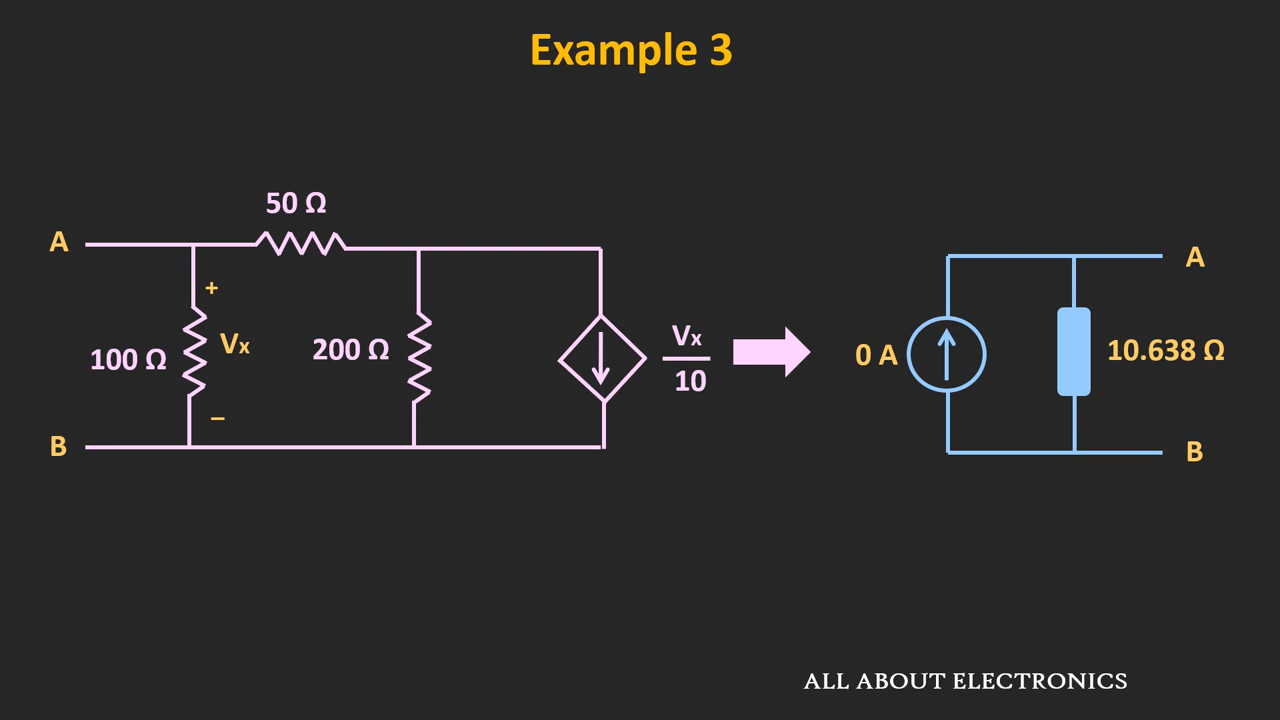 Example 3
50 Ω
A
+
100 Ω
Vx
200 Ω
Vx
10
–
B
0 A
10.638 Ω
A
B
ALL ABOUT ELECTRONICS